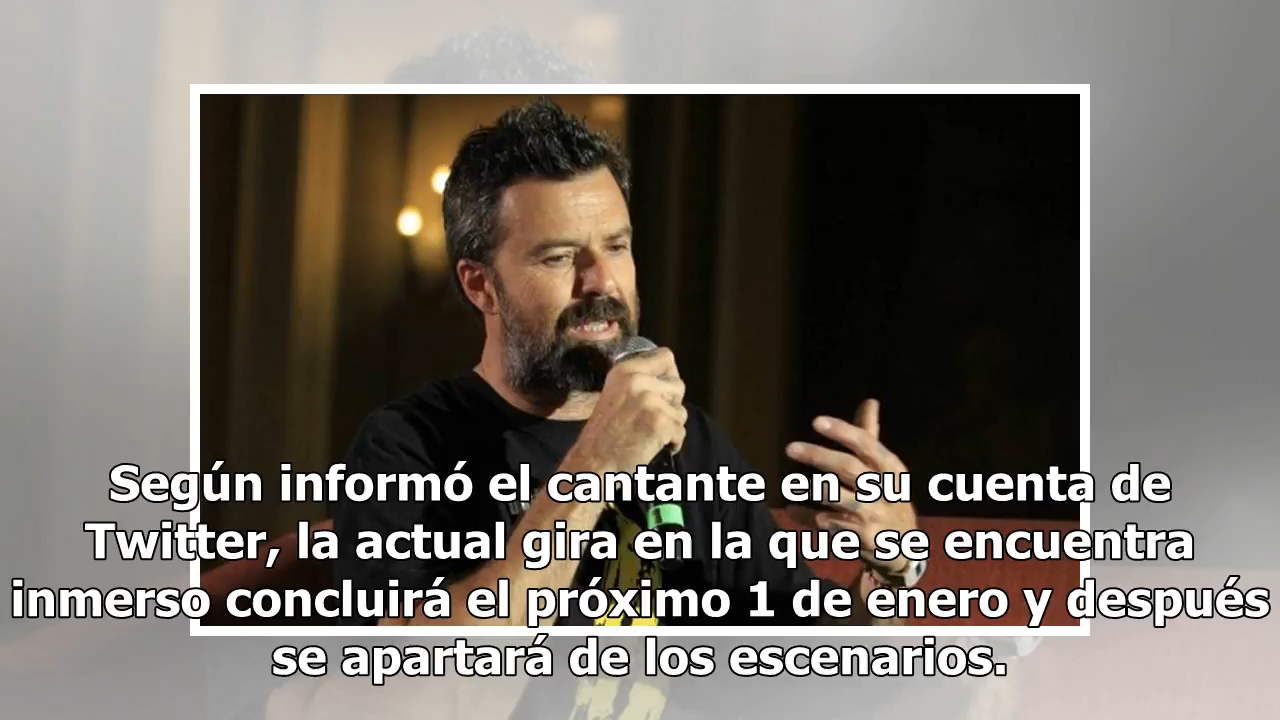 Según informó el cantante en su cuenta de
Twitter, la actual gira en la que se encuentra
inmerso concluirá el próximo 1 de enero y después
se apartará de los escenarios.